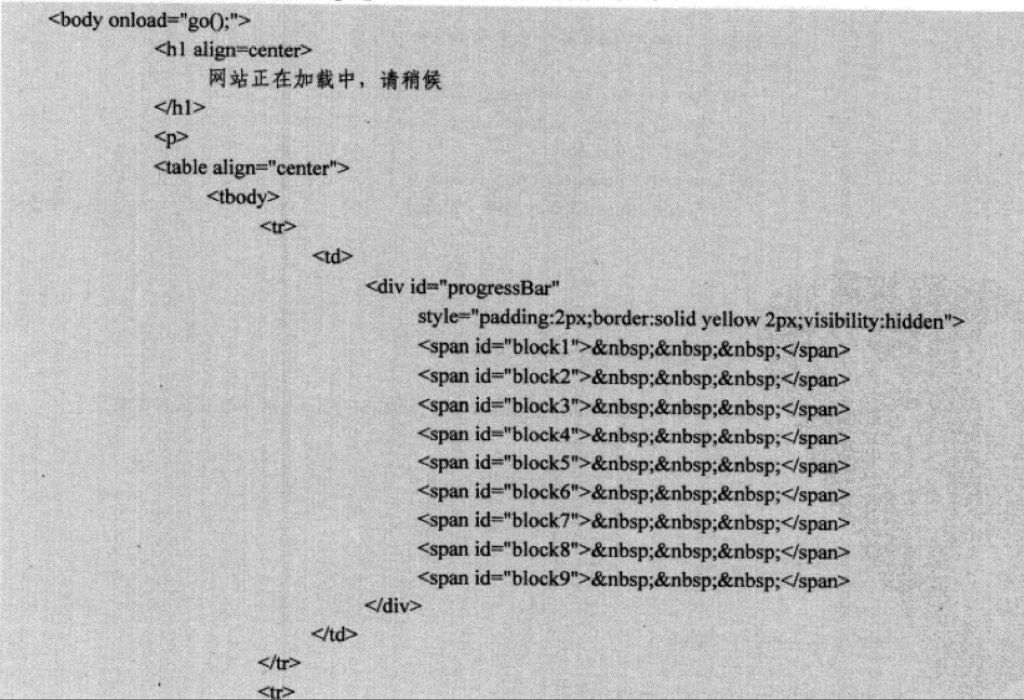 <body onload="go();">
<h1 align=center>
网站正在加载中，请稍候
</h1>
<p>
<table align="center">
<tbody>
<tr>
<td>
<div id="progressBar"
style="padding:2px;border:solid yellow 2px;visibility:hidden">
<span id="block1">&nbsp;&nbsp;&nbsp;</span>
<span id="block2">&nbsp;&nbsp;&nbsp;</span>
<span id="block3">&nbsp;&nbsp;&nbsp;</span>
<span id="block4">&nbsp;&nbsp;&nbsp;</span>
<span id="block5">&nbsp;&nbsp;&nbsp;</span>
<span id="block6">&nbsp;&nbsp;&nbsp;</span>
<span id="block7">&nbsp;&nbsp;&nbsp;</span>
<span id="block8">&nbsp;&nbsp;&nbsp;</span>
<span id="block9">&nbsp;&nbsp;&nbsp;</span>
</div>
</td>
</tr>
<tr>